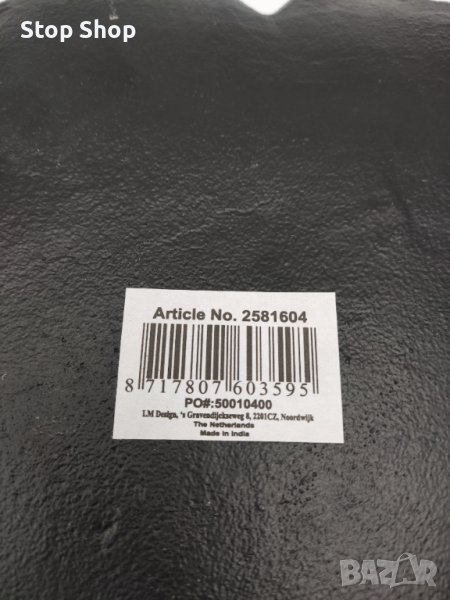 Stop Shop
Article No. 2581604
8 717807 603595
PO#:50010400
LM Design, 's Gravendijckseweg 8, 2201CZ, Noordwijk
The Netherlands
Made in India
BAZAR